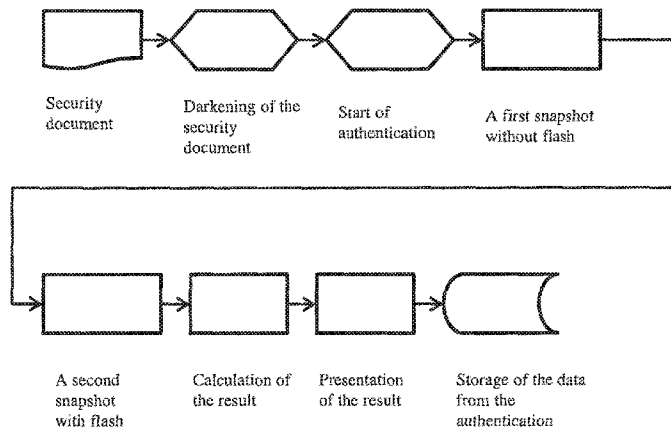 Security
document
Darkening of the
security
document
Start of
authentication
A first snapshot
without flash
A second
snapshot
with flash
Calculation of
the result
Presentation
of the result
Storage of the data
from the
authentication